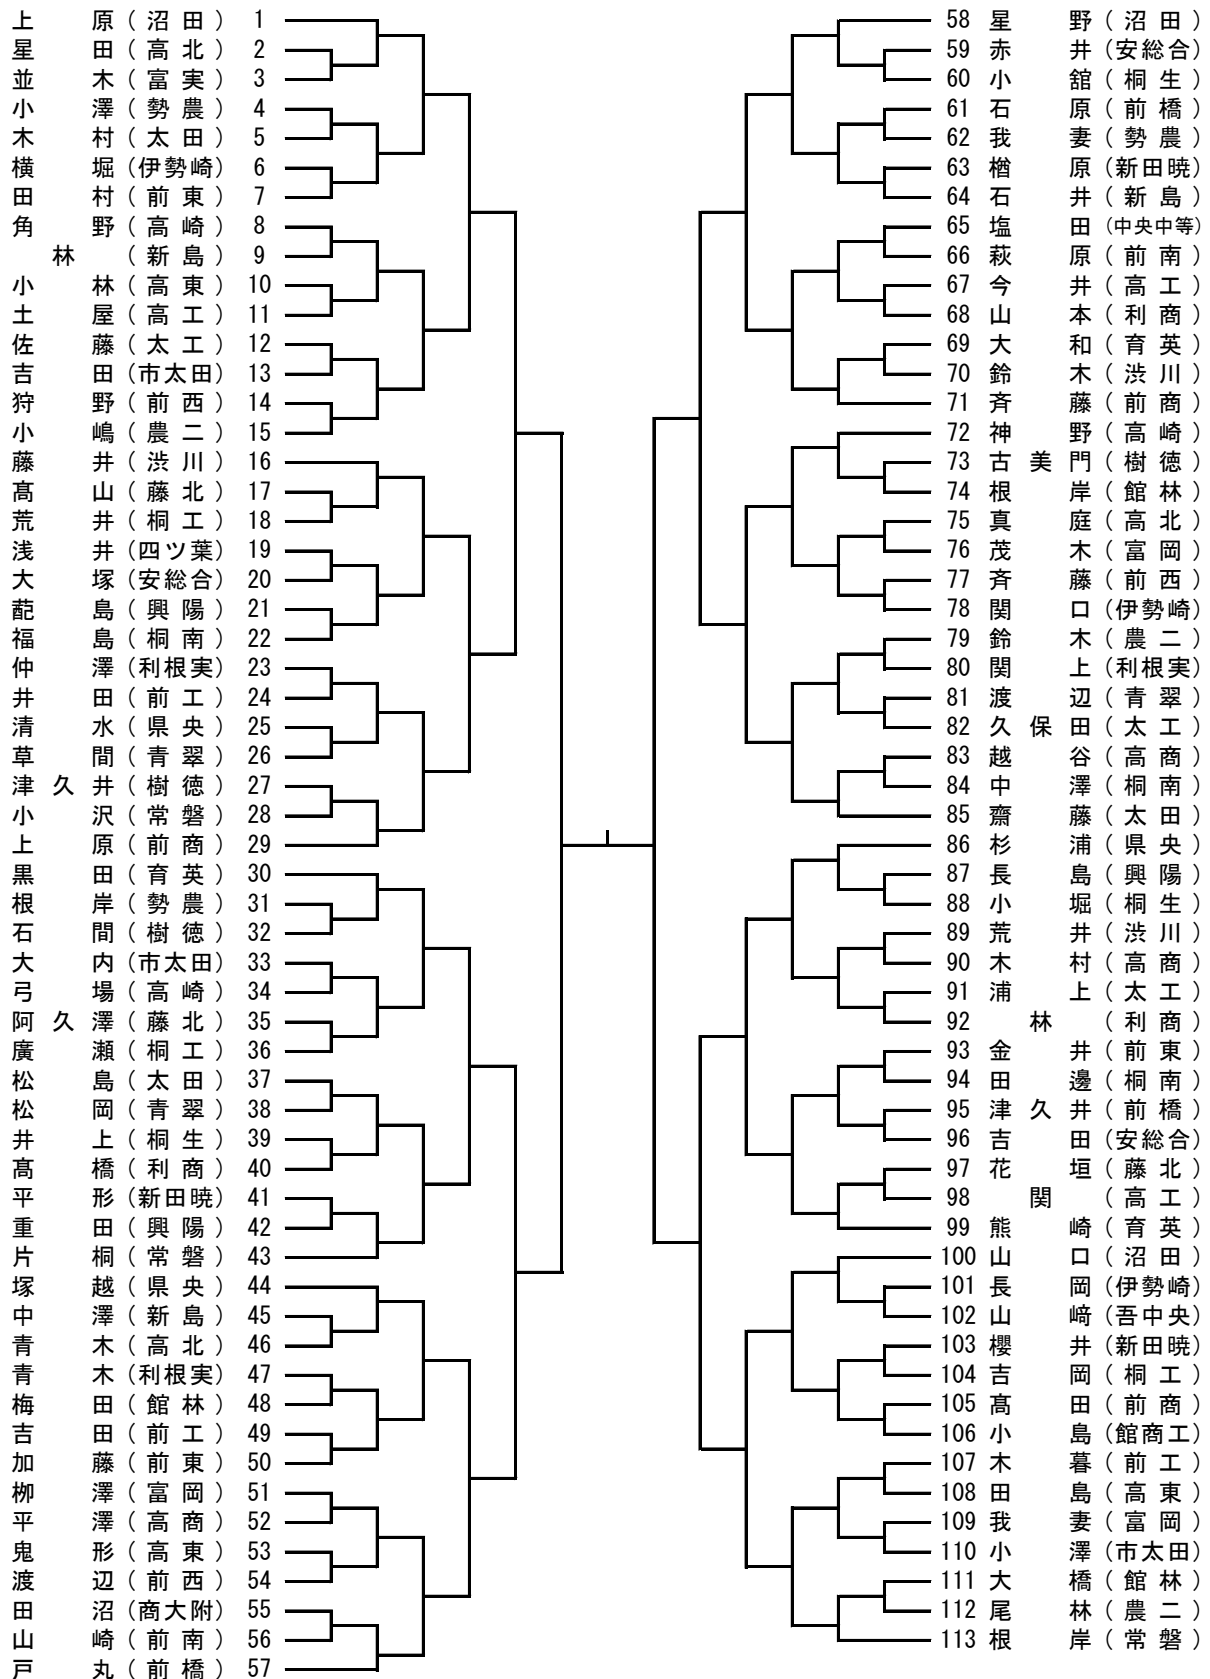 上原(沼田) 1
星田(高北) 2
並木(富実) 3
小澤(勢農) 4
木村(太田) 5
横堀(伊勢崎) 6
田村(前東) 7
角野(高崎) 8
林(新島) 9
小林(高東) 10
土屋(高工) 11
佐藤(太工) 12
吉田(市太田) 13
狩野(前西) 14
小嶋(農二) 15
藤井(渋川) 16
髙山(藤北) 17
荒井(桐工) 18
浅井(四ツ葉) 19
大塚(安総合) 20
蓜島(興陽) 21
福島(桐南) 22
仲澤(利根実) 23
井田(前工) 24
清水(県央) 25
草間(青翠) 26
津久井(樹徳) 27
小沢(常磐) 28
上原(前商) 29
黒田(育英) 30
根岸(勢農) 31
石間(樹徳) 32
大内(市太田) 33
弓場(高崎) 34
阿久澤(藤北) 35
廣瀬(桐工) 36
松島(太田) 37
松岡(青翠) 38
井上(桐生) 39
髙橋(利商) 40
平形(新田暁) 41
重田(興陽) 42
片桐(常磐) 43
塚越(県央) 44
中澤(新島) 45
青木(高北) 46
青木(利根実) 47
梅田(館林) 48
吉田(前工) 49
加藤(前東) 50
栁澤(富岡) 51
平澤(高商) 52
鬼形(高東) 53
渡辺(前西) 54
田沼(商大附) 55
山崎(前南) 56
戸丸(前橋) 57
58 星野(沼田)
59 赤井(安総合)
60 小舘(桐生)
61 石原(前橋)
62 我妻(勢農)
63 楢原(新田暁)
64 石井(新島)
65 塩田(中央中等)
66 萩原(前南)
67 今井(高工)
68 山本(利商)
69 大和(育英)
70 鈴木(渋川)
71 斉藤(前商)
72 神野(高崎)
73 古美門(樹徳)
74 根岸(館林)
75 真庭(高北)
76 茂木(富岡)
77 斉藤(前西)
78 関口(伊勢崎)
79 鈴木(農二)
80 関上(利根実)
81 渡辺(青翠)
82 久保田(太工)
83 越谷(高商)
84 中澤(桐南)
85 齋藤(太田)
86 杉浦(県央)
87 長島(興陽)
88 小堀(桐生)
89 荒井(渋川)
90 木村(高商)
91 浦上(太工)
92 林(利商)
93 金井(前東)
94 田邊(桐南)
95 津久井(前橋)
96 吉田(安総合)
97 花垣(藤北)
98 関(高工)
99 熊崎(育英)
100 山口(沼田)
101 長岡(伊勢崎)
102 山﨑(吾中央)
103 櫻井(新田暁)
104 吉岡(桐工)
105 髙田(前商)
106 小島(館商工)
107 木暮(前工)
108 田島(高東)
109 我妻(富岡)
110 小澤(市太田)
111 大橋(館林)
112 尾林(農二)
113 根岸(常磐)